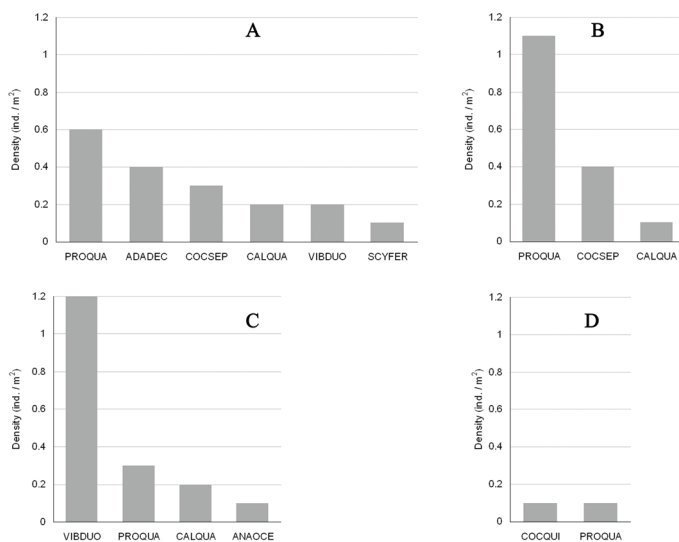 A
1.2
1
0.8
0.6
0.4
0.2
0
Density (ind. / m²)
PROQUA ADADEC COCSEP CALQUA VIBDUO SCYFER
B
1.2
1
0.8
0.6
0.4
0.2
0
Density (ind. / m²)
PROQUA COCSEP CALQUA
C
1.2
1
0.8
0.6
0.4
0.2
0
Density (ind. / m²)
VIBDUO PROQUA CALQUA ANAOCE
D
1.2
1
0.8
0.6
0.4
0.2
0
Density (ind. / m²)
COCQUI PROQUA